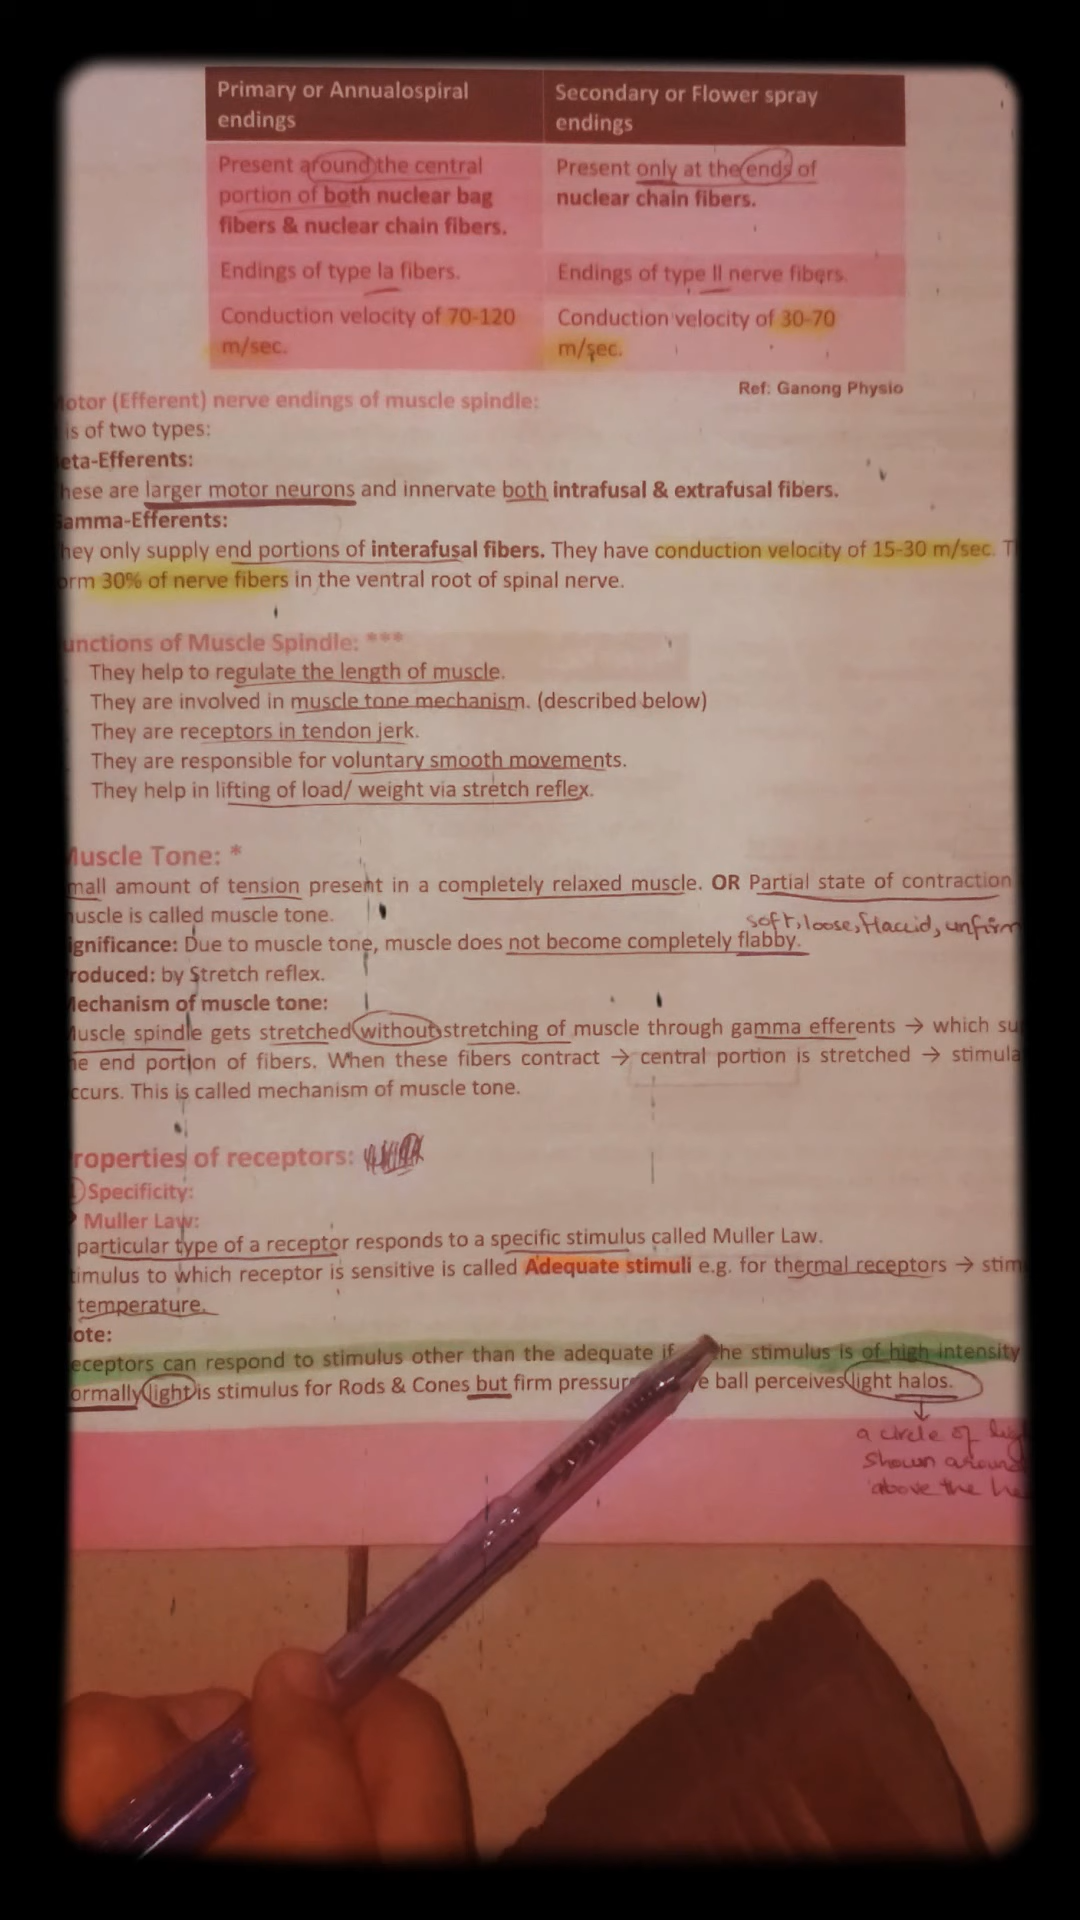 Primary or Annualospiral
endings
Secondary or Flower spray
endings
Present around the central
portion of both nuclear bag
fibers & nuclear chain fibers.
Present only at the ends of
nuclear chain fibers.
Endings of type Ia fibers.
Endings of type II nerve fibers.
Conduction velocity of 70-120
m/sec.
Conduction velocity of 30-70
m/sec.
Ref: Ganong Physio
otor (Efferent) nerve endings of muscle spindle:
is of two types:
eta-Efferents:
hese are larger motor neurons and innervate both intrafusal & extrafusal fibers.
amma-Efferents:
hey only supply end portions of interafusal fibers. They have conduction velocity of 15-30 m/sec. T
orm 30% of nerve fibers in the ventral root of spinal nerve.
unctions of Muscle Spindle: ***
They help to regulate the length of muscle.
They are involved in muscle tone mechanism. (described below)
They are receptors in tendon jerk.
They are responsible for voluntary smooth movements.
They help in lifting of load/ weight via stretch reflex.
Muscle Tone: *
mall amount of tension present in a completely relaxed muscle. OR Partial state of contraction
uscle is called muscle tone.
soft, loose, flaccid, unfirm
ignificance: Due to muscle tone, muscle does not become completely flabby.
roduced: by Stretch reflex.
Mechanism of muscle tone:
Muscle spindle gets stretched without stretching of muscle through gamma efferents → which su
he end portion of fibers. When these fibers contract → central portion is stretched → stimula
ccurs. This is called mechanism of muscle tone.
roperties of receptors:
Specificity:
Muller Law:
particular type of a receptor responds to a specific stimulus called Muller Law.
timulus to which receptor is sensitive is called Adequate stimuli e.g. for thermal receptors → stim
temperature.
ote:
eceptors can respond to stimulus other than the adequate if he stimulus is of high intensity
ormally light is stimulus for Rods & Cones but firm pressur e ball perceives light halos.
a circle of lig
shown aroun
above the he